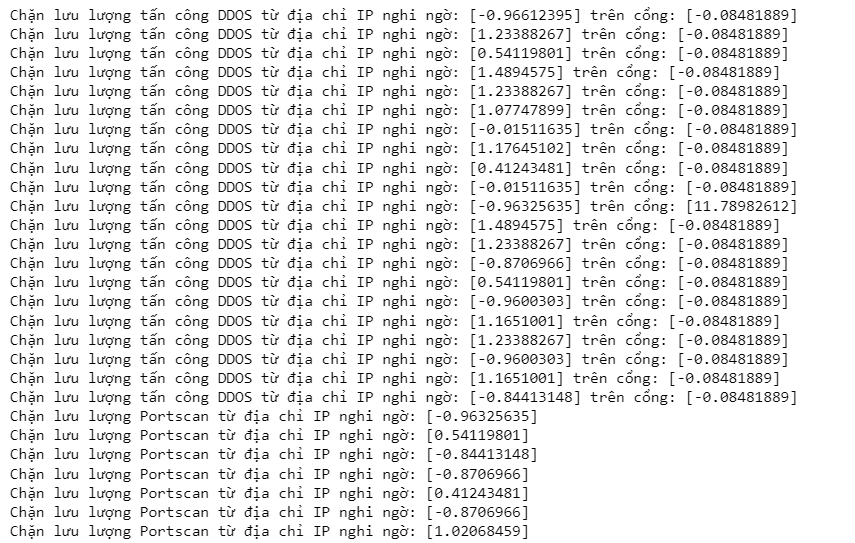 Chặn lưu lượng tấn công DDOS từ địa chỉ IP nghi ngờ: [-0.96612395] trên cổng: [-0.08481889]
Chặn lưu lượng tấn công DDOS từ địa chỉ IP nghi ngờ: [1.23388267] trên cổng: [-0.08481889]
Chặn lưu lượng tấn công DDOS từ địa chỉ IP nghi ngờ: [0.54119801] trên cổng: [-0.08481889]
Chặn lưu lượng tấn công DDOS từ địa chỉ IP nghi ngờ: [1.4894575] trên cổng: [-0.08481889]
Chặn lưu lượng tấn công DDOS từ địa chỉ IP nghi ngờ: [1.23388267] trên cổng: [-0.08481889]
Chặn lưu lượng tấn công DDOS từ địa chỉ IP nghi ngờ: [1.07747899] trên cổng: [-0.08481889]
Chặn lưu lượng tấn công DDOS từ địa chỉ IP nghi ngờ: [-0.01511635] trên cổng: [-0.08481889]
Chặn lưu lượng tấn công DDOS từ địa chỉ IP nghi ngờ: [1.17645102] trên cổng: [-0.08481889]
Chặn lưu lượng tấn công DDOS từ địa chỉ IP nghi ngờ: [0.41243481] trên cổng: [-0.08481889]
Chặn lưu lượng tấn công DDOS từ địa chỉ IP nghi ngờ: [-0.01511635] trên cổng: [-0.08481889]
Chặn lưu lượng tấn công DDOS từ địa chỉ IP nghi ngờ: [-0.96325635] trên cổng: [11.78982612]
Chặn lưu lượng tấn công DDOS từ địa chỉ IP nghi ngờ: [1.4894575] trên cổng: [-0.08481889]
Chặn lưu lượng tấn công DDOS từ địa chỉ IP nghi ngờ: [1.23388267] trên cổng: [-0.08481889]
Chặn lưu lượng tấn công DDOS từ địa chỉ IP nghi ngờ: [-0.8706966] trên cổng: [-0.08481889]
Chặn lưu lượng tấn công DDOS từ địa chỉ IP nghi ngờ: [0.54119801] trên cổng: [-0.08481889]
Chặn lưu lượng tấn công DDOS từ địa chỉ IP nghi ngờ: [-0.9600303] trên cổng: [-0.08481889]
Chặn lưu lượng tấn công DDOS từ địa chỉ IP nghi ngờ: [1.1651001] trên cổng: [-0.08481889]
Chặn lưu lượng tấn công DDOS từ địa chỉ IP nghi ngờ: [1.23388267] trên cổng: [-0.08481889]
Chặn lưu lượng tấn công DDOS từ địa chỉ IP nghi ngờ: [-0.9600303] trên cổng: [-0.08481889]
Chặn lưu lượng tấn công DDOS từ địa chỉ IP nghi ngờ: [1.1651001] trên cổng: [-0.08481889]
Chặn lưu lượng tấn công DDOS từ địa chỉ IP nghi ngờ: [-0.84413148] trên cổng: [-0.08481889]
Chặn lưu lượng Portscan từ địa chỉ IP nghi ngờ: [-0.96325635]
Chặn lưu lượng Portscan từ địa chỉ IP nghi ngờ: [0.54119801]
Chặn lưu lượng Portscan từ địa chỉ IP nghi ngờ: [-0.84413148]
Chặn lưu lượng Portscan từ địa chỉ IP nghi ngờ: [-0.8706966]
Chặn lưu lượng Portscan từ địa chỉ IP nghi ngờ: [0.41243481]
Chặn lưu lượng Portscan từ địa chỉ IP nghi ngờ: [-0.8706966]
Chặn lưu lượng Portscan từ địa chỉ IP nghi ngờ: [1.02068459]